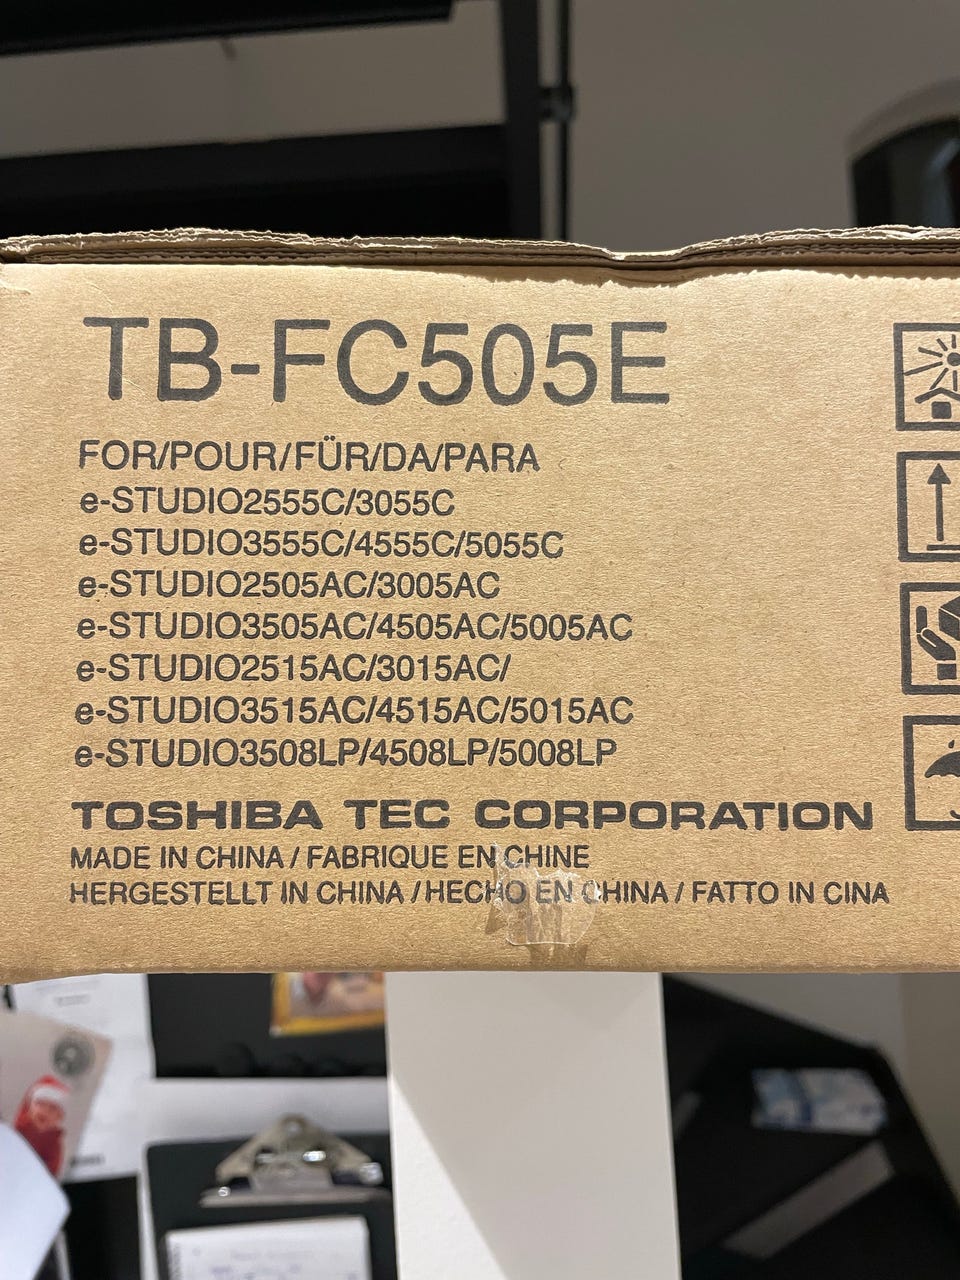 TB-FC505E
FOR/POUR/FÜR/DA/PARA
e-STUDIO2555C/3055C
e-STUDIO3555C/4555C/5055C
e-STUDIO2505AC/3005AC
e-STUDIO3505AC/4505AC/5005AC
e-STUDIO2515AC/3015AC/
e-STUDIO3515AC/4515AC/5015AC
e-STUDIO3508LP/4508LP/5008LP
TOSHIBA TEC CORPORATION
MADE IN CHINA / FABRIQUE EN CHINE
HERGESTELLT IN CHINA / HECHO EN CHINA / FATTO IN CINA